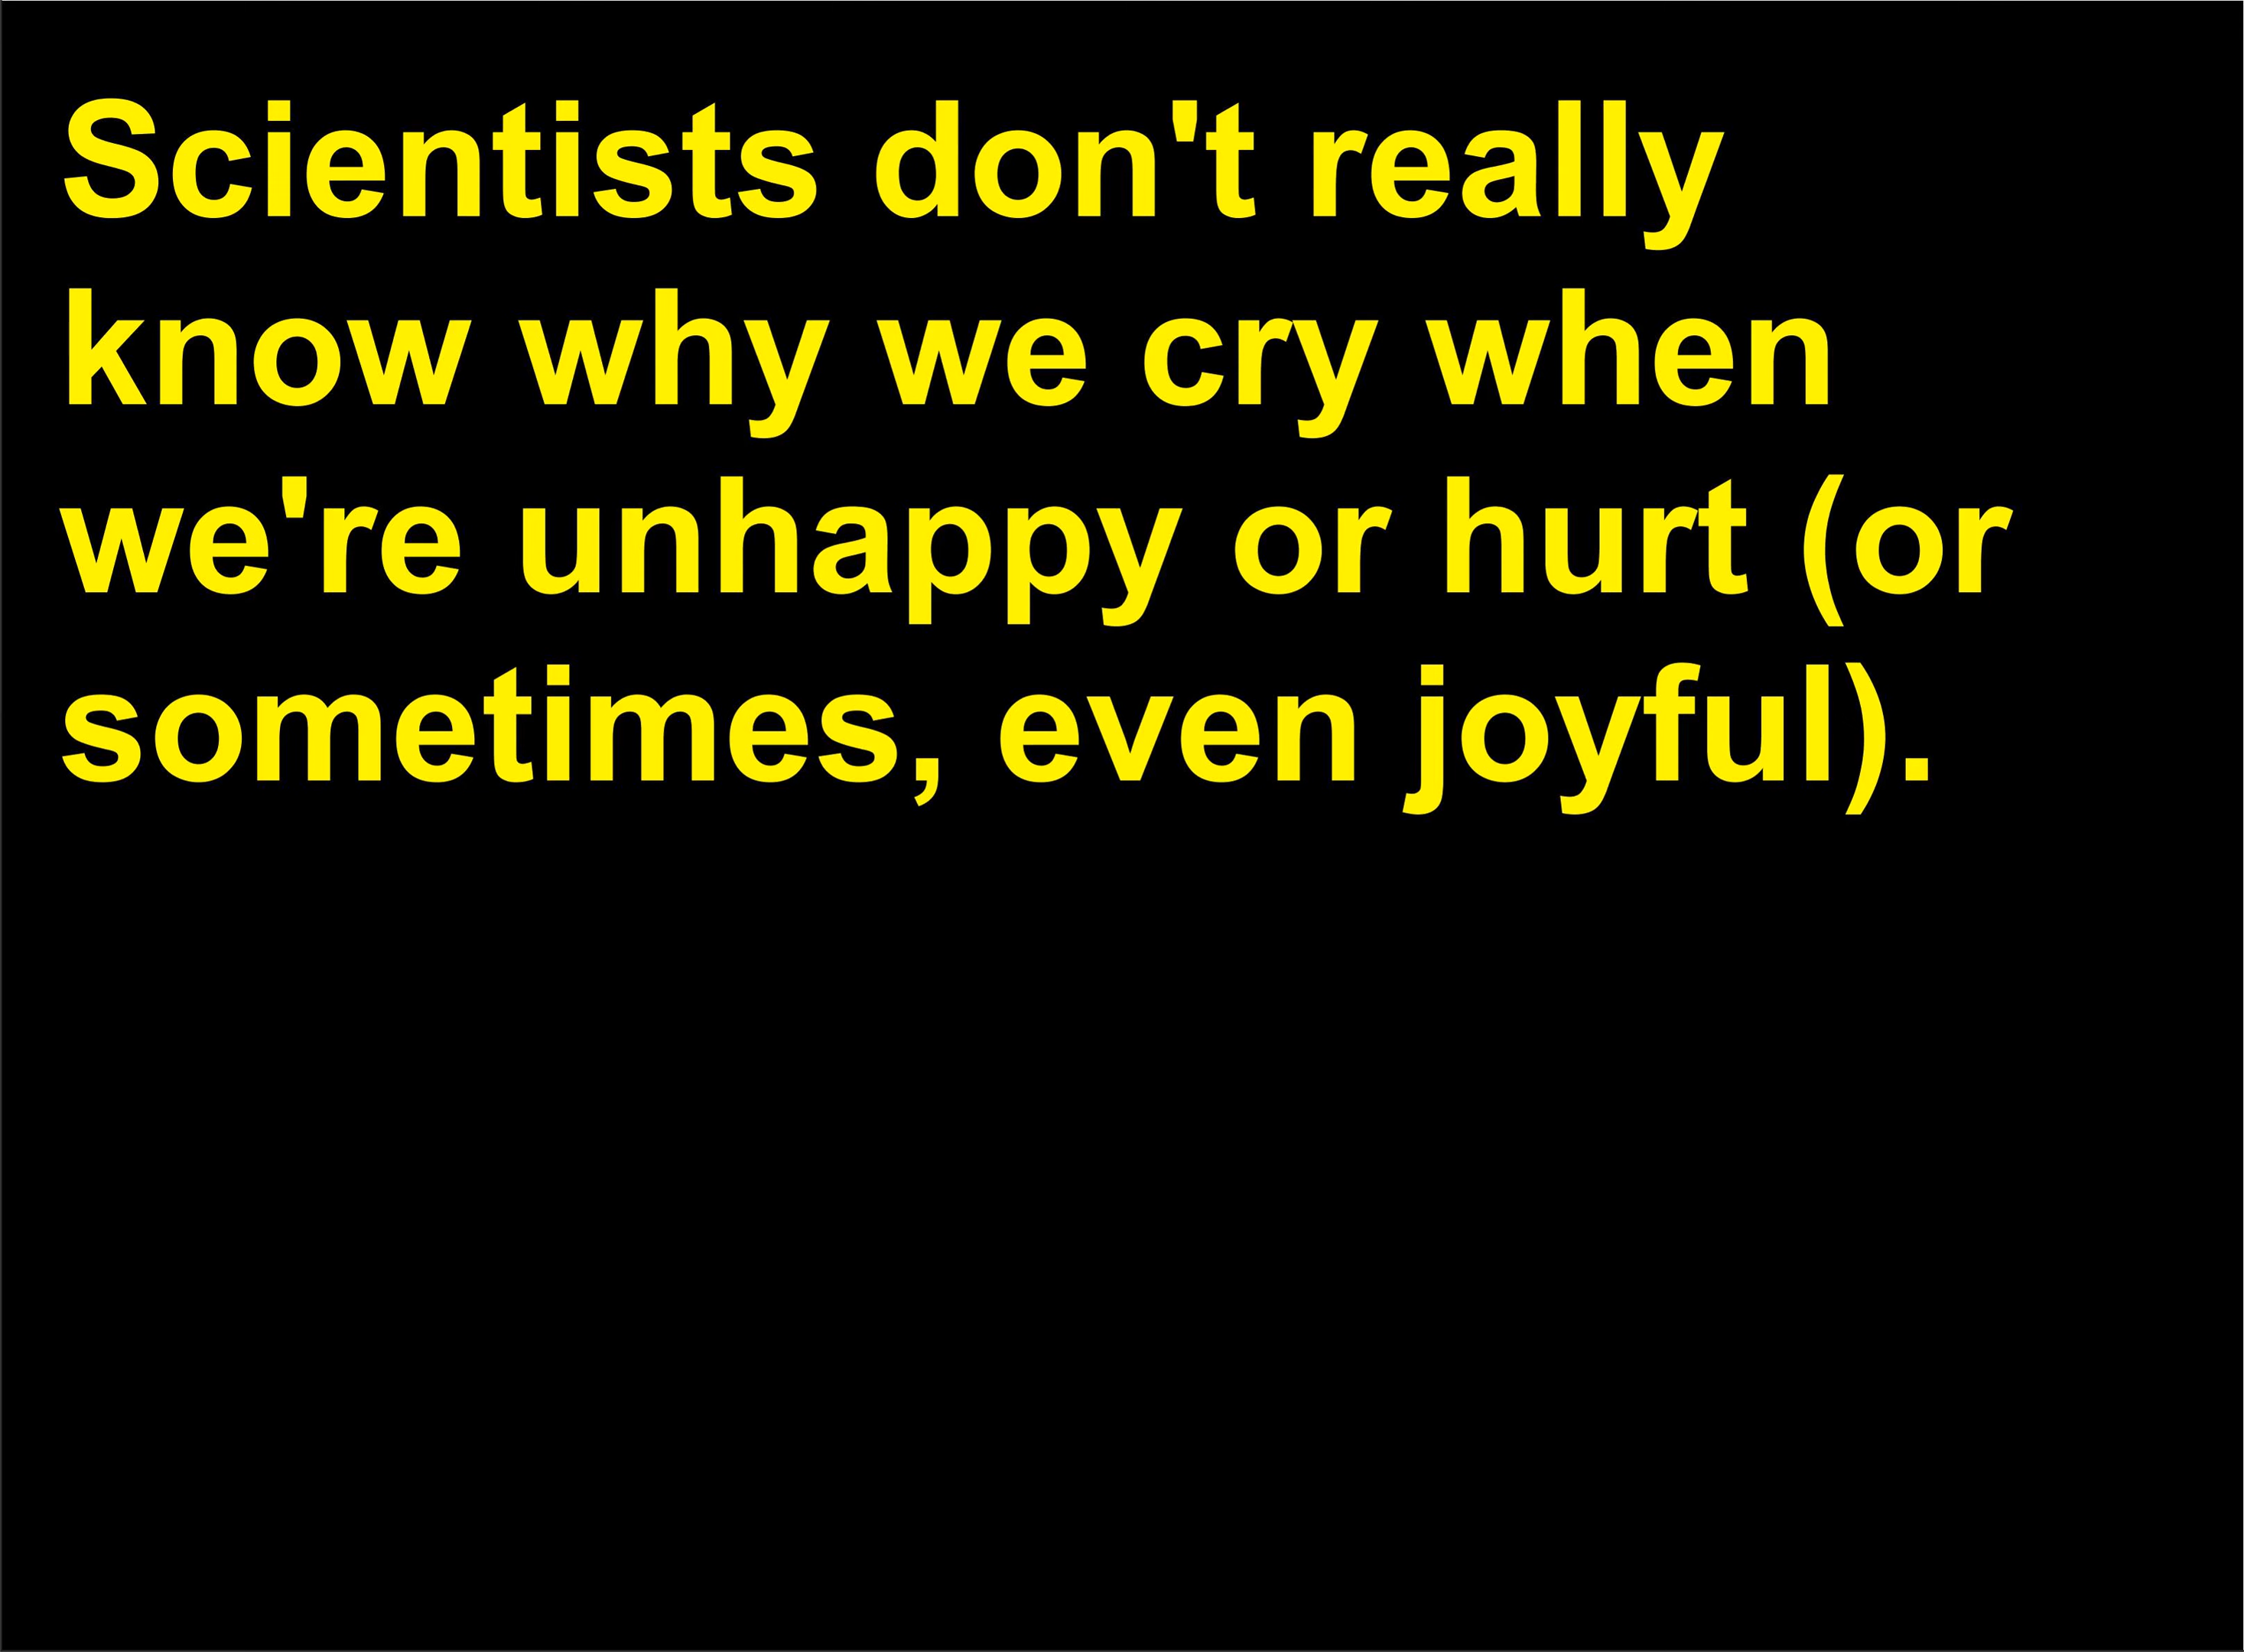 Scientists don't really
know why we cry when
we're unhappy or hurt (or
sometimes, even joyful).